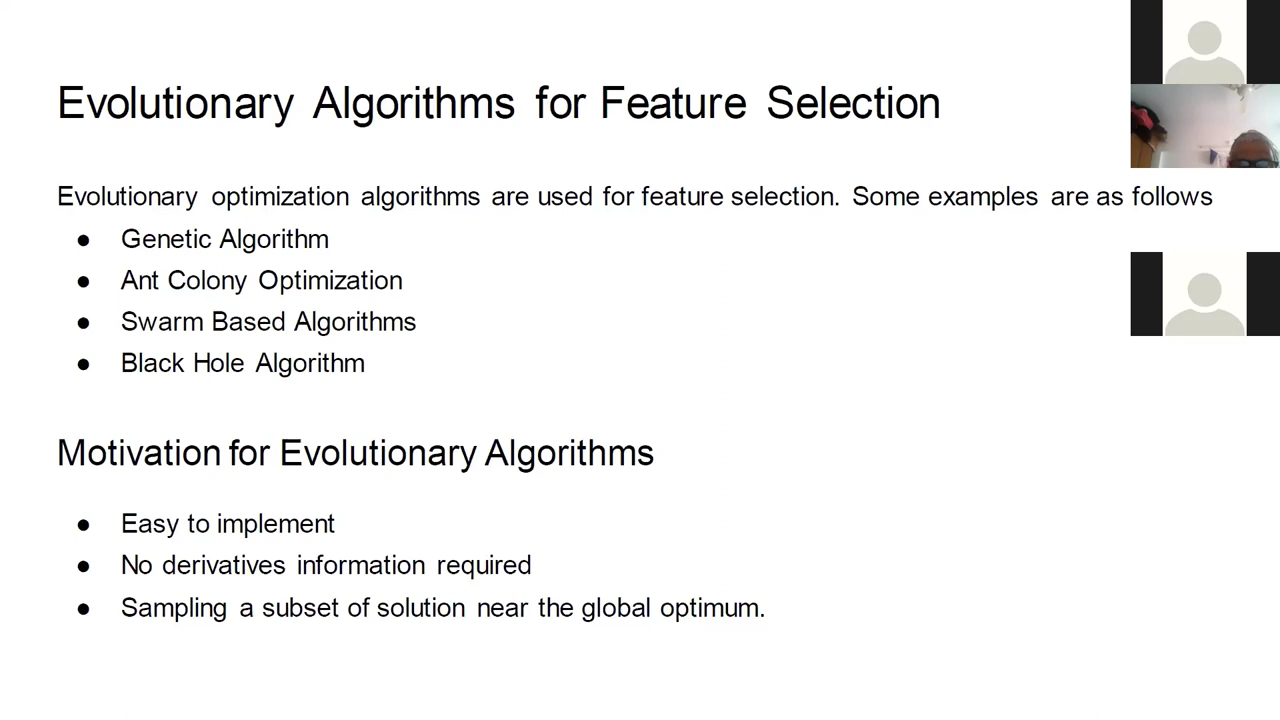 Evolutionary Algorithms for Feature Selection
Evolutionary optimization algorithms are used for feature selection. Some examples are as follows
● Genetic Algorithm
● Ant Colony Optimization
● Swarm Based Algorithms
● Black Hole Algorithm
Motivation for Evolutionary Algorithms
● Easy to implement
● No derivatives information required
● Sampling a subset of solution near the global optimum.